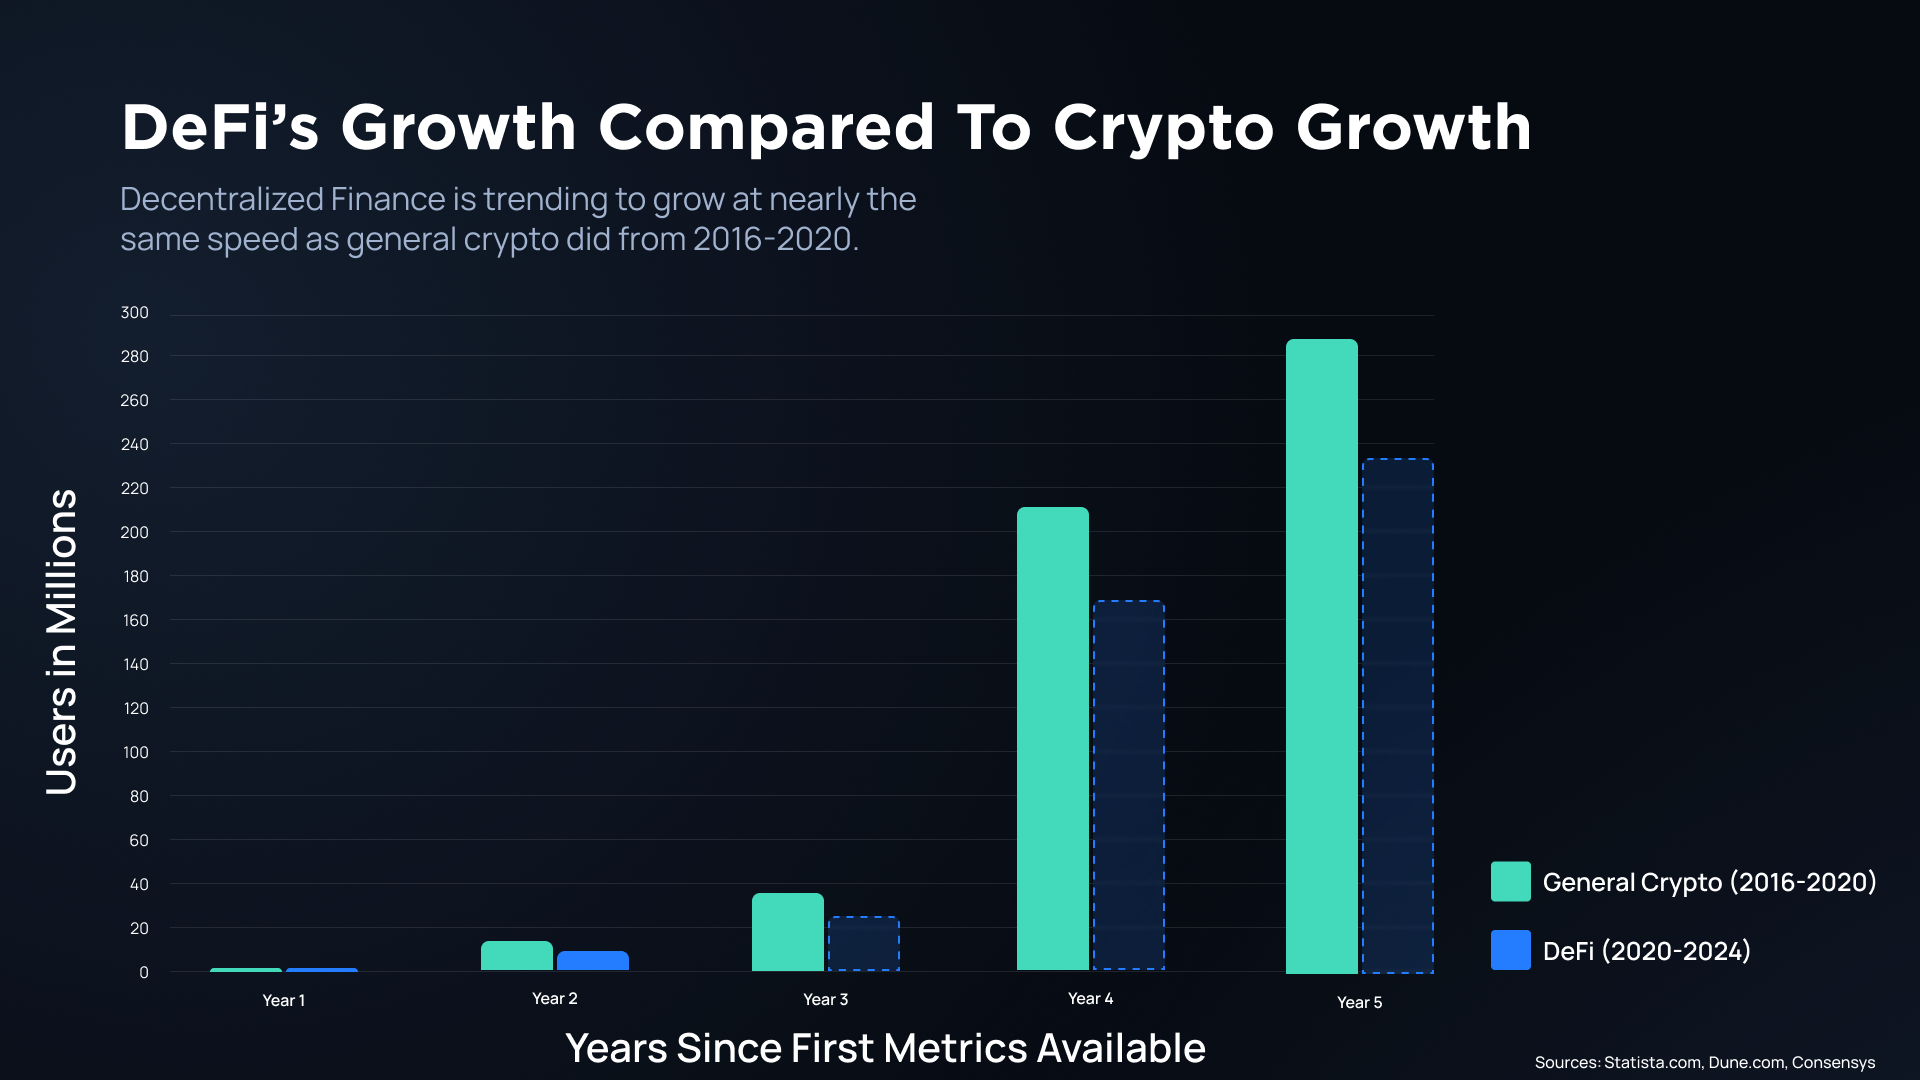 DeFi’s Growth Compared To Crypto Growth
Decentralized Finance is trending to grow at nearly the
same speed as general crypto did from 2016-2020.
300
280
260
240
220
200
180
160
140
120
100
80
60
40
20
0
Users in Millions
Year 1
Year 2
Year 3
Year 4
Year 5
Years Since First Metrics Available
General Crypto (2016-2020)
DeFi (2020-2024)
Sources: Statista.com, Dune.com, Consensys